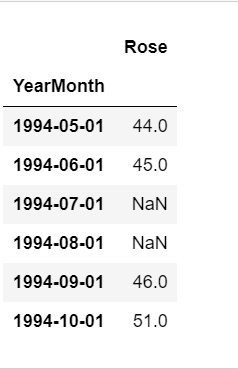 Rose
YearMonth
1994-05-01 44.0
1994-06-01 45.0
1994-07-01 NaN
1994-08-01 NaN
1994-09-01 46.0
1994-10-01 51.0